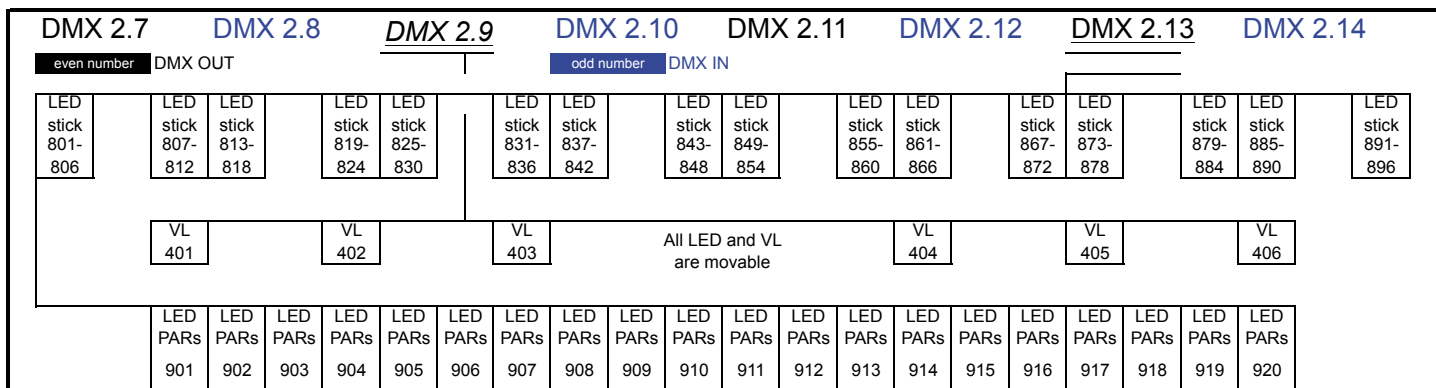 DMX 2.7 DMX 2.8 DMX 2.9 DMX 2.10 DMX 2.11 DMX 2.12 DMX 2.13 DMX 2.14
even number DMX OUT odd number DMX IN
LED LED LED LED LED LED LED LED LED LED LED LED LED LED LED LED
stick stick stick stick stick stick stick stick stick stick stick stick stick stick stick stick
801- 807- 813- 819- 825- 831- 837- 843- 849- 855- 861- 867- 873- 879- 885- 891-
806 812 818 824 830 836 842 848 854 860 866 872 878 884 890 896
VL VL VL All LED and VL VL VL VL
401 402 403 are movable 404 405 406
LED LED LED LED LED LED LED LED LED LED LED LED LED LED LED LED LED LED LED LED
PARs PARs PARs PARs PARs PARs PARs PARs PARs PARs PARs PARs PARs PARs PARs PARs PARs PARs PARs PARs
901 902 903 904 905 906 907 908 909 910 911 912 913 914 915 916 917 918 919 920